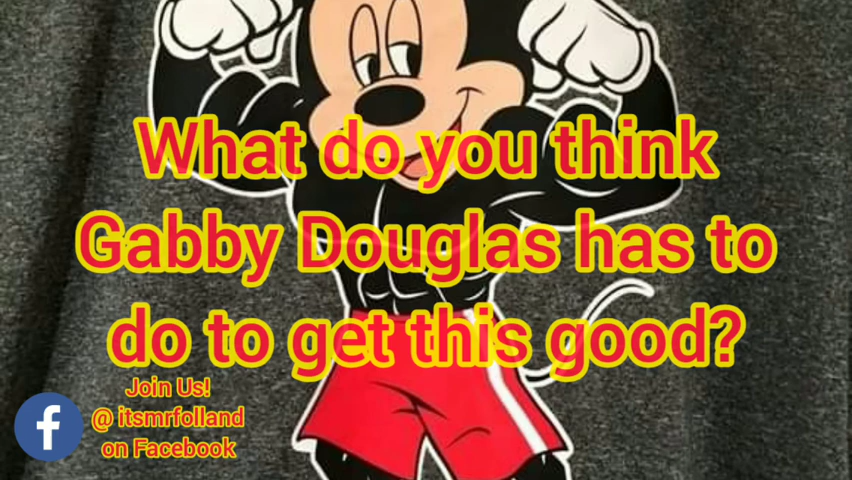 What do you think
Gabby Douglas has to
do to get this good?
Join Us!
@ itsmrfolland
on Facebook